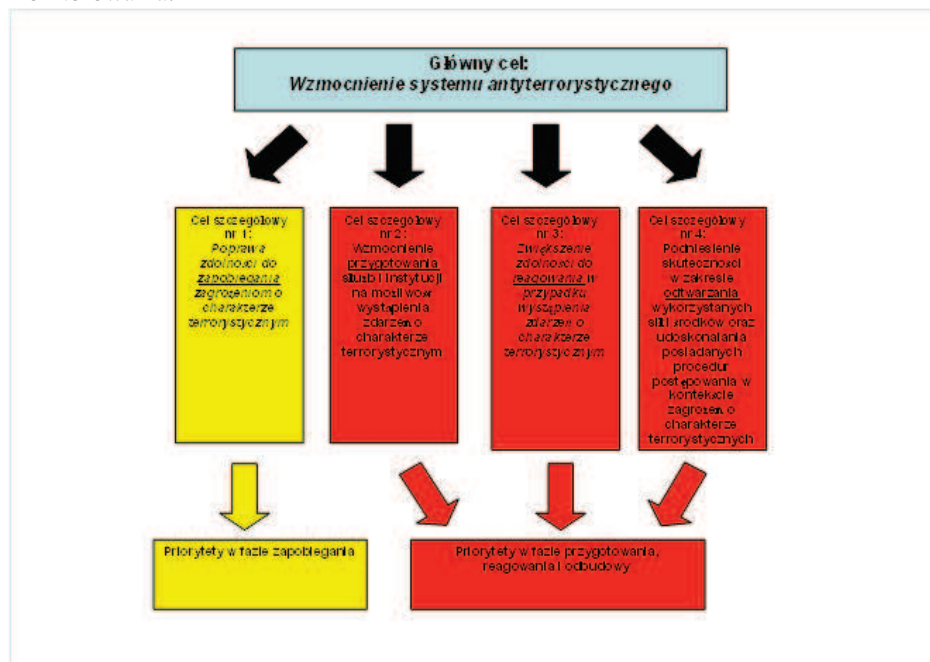 Główny cel:
Wzmocnienie systemu antyterrorystycznego
Cel szczegółowy
nr 1:
Poprawa
zdolności do
zapobiegania
zagrożeniom o
charakterze
terrorystycznym
Cel szczegółowy
nr 2:
Wzmocnienie
przygotowania
służb i instytucji
na możliwość
wystąpienia
zdarzeń o
charakterze
terrorystycznym
Cel szczegółowy
nr 3:
Zwiększenie
zdolności do
reagowania w
przypadku
wystąpienia
zdarzeń o
charakterze
terrorystycznym
Cel szczegółowy
nr 4:
Podniesienie
skuteczności
w zakresie
odtwarzania
wykorzystanych
sił i środków oraz
udoskonalania
posiadanych
procedur
postępowania w
kontekście
zagrożeń o
charakterze
terrorystycznych
Priorytety w fazie zapobiegania
Priorytety w fazie przygotowania,
reagowania i odbudowy